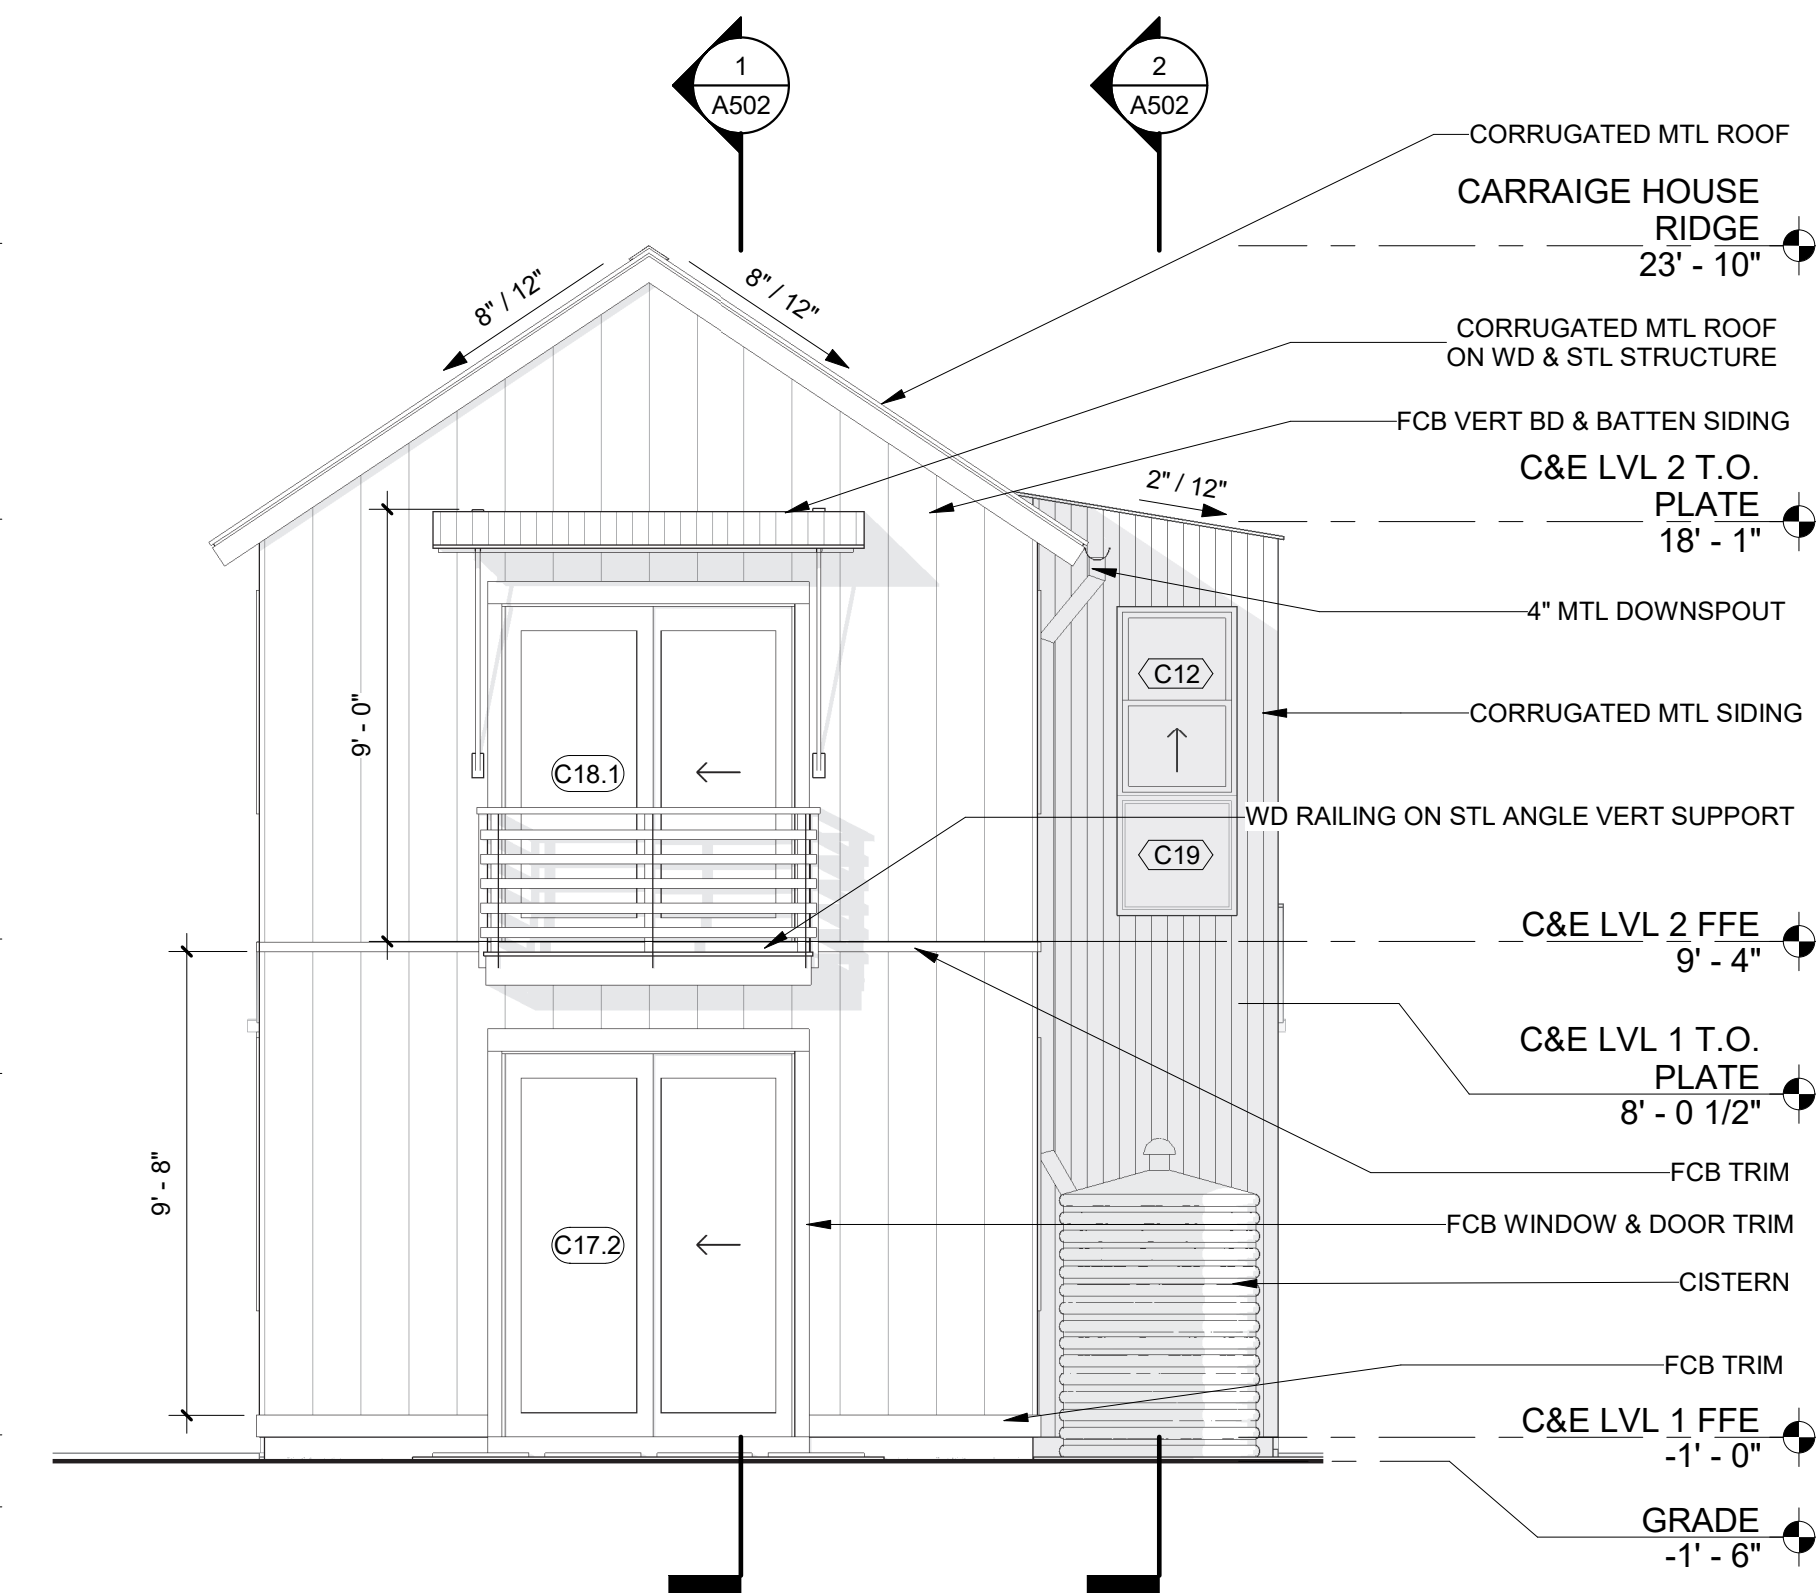 1
A502
2
A502
CORRUGATED MTL ROOF
CARRAIGE HOUSE
RIDGE
23' - 10"
8" / 12"
8" / 12"
CORRUGATED MTL ROOF
ON WD & STL STRUCTURE
FCB VERT BD & BATTEN SIDING
C&E LVL 2 T.O.
PLATE
18' - 1"
2" / 12"
4" MTL DOWNSPOUT
C12
CORRUGATED MTL SIDING
9' - 0"
C18.1
WD RAILING ON STL ANGLE VERT SUPPORT
C19
C&E LVL 2 FFE
9' - 4"
C&E LVL 1 T.O.
PLATE
8' - 0 1/2"
9' - 8"
FCB TRIM
C17.2
FCB WINDOW & DOOR TRIM
CISTERN
FCB TRIM
C&E LVL 1 FFE
-1' - 0"
GRADE
-1' - 6"